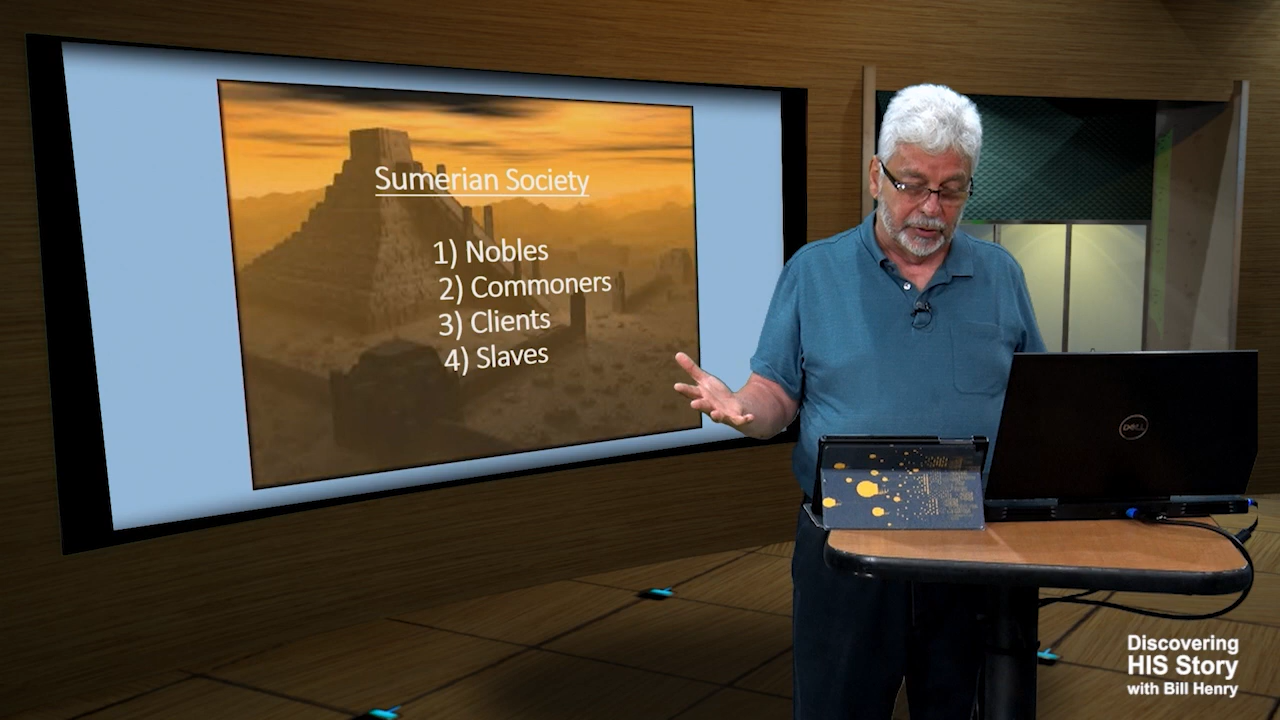 Sumerian Society
1) Nobles
2) Commoners
3) Clients
4) Slaves
DELL
Discovering
HIS Story
with Bill Henry